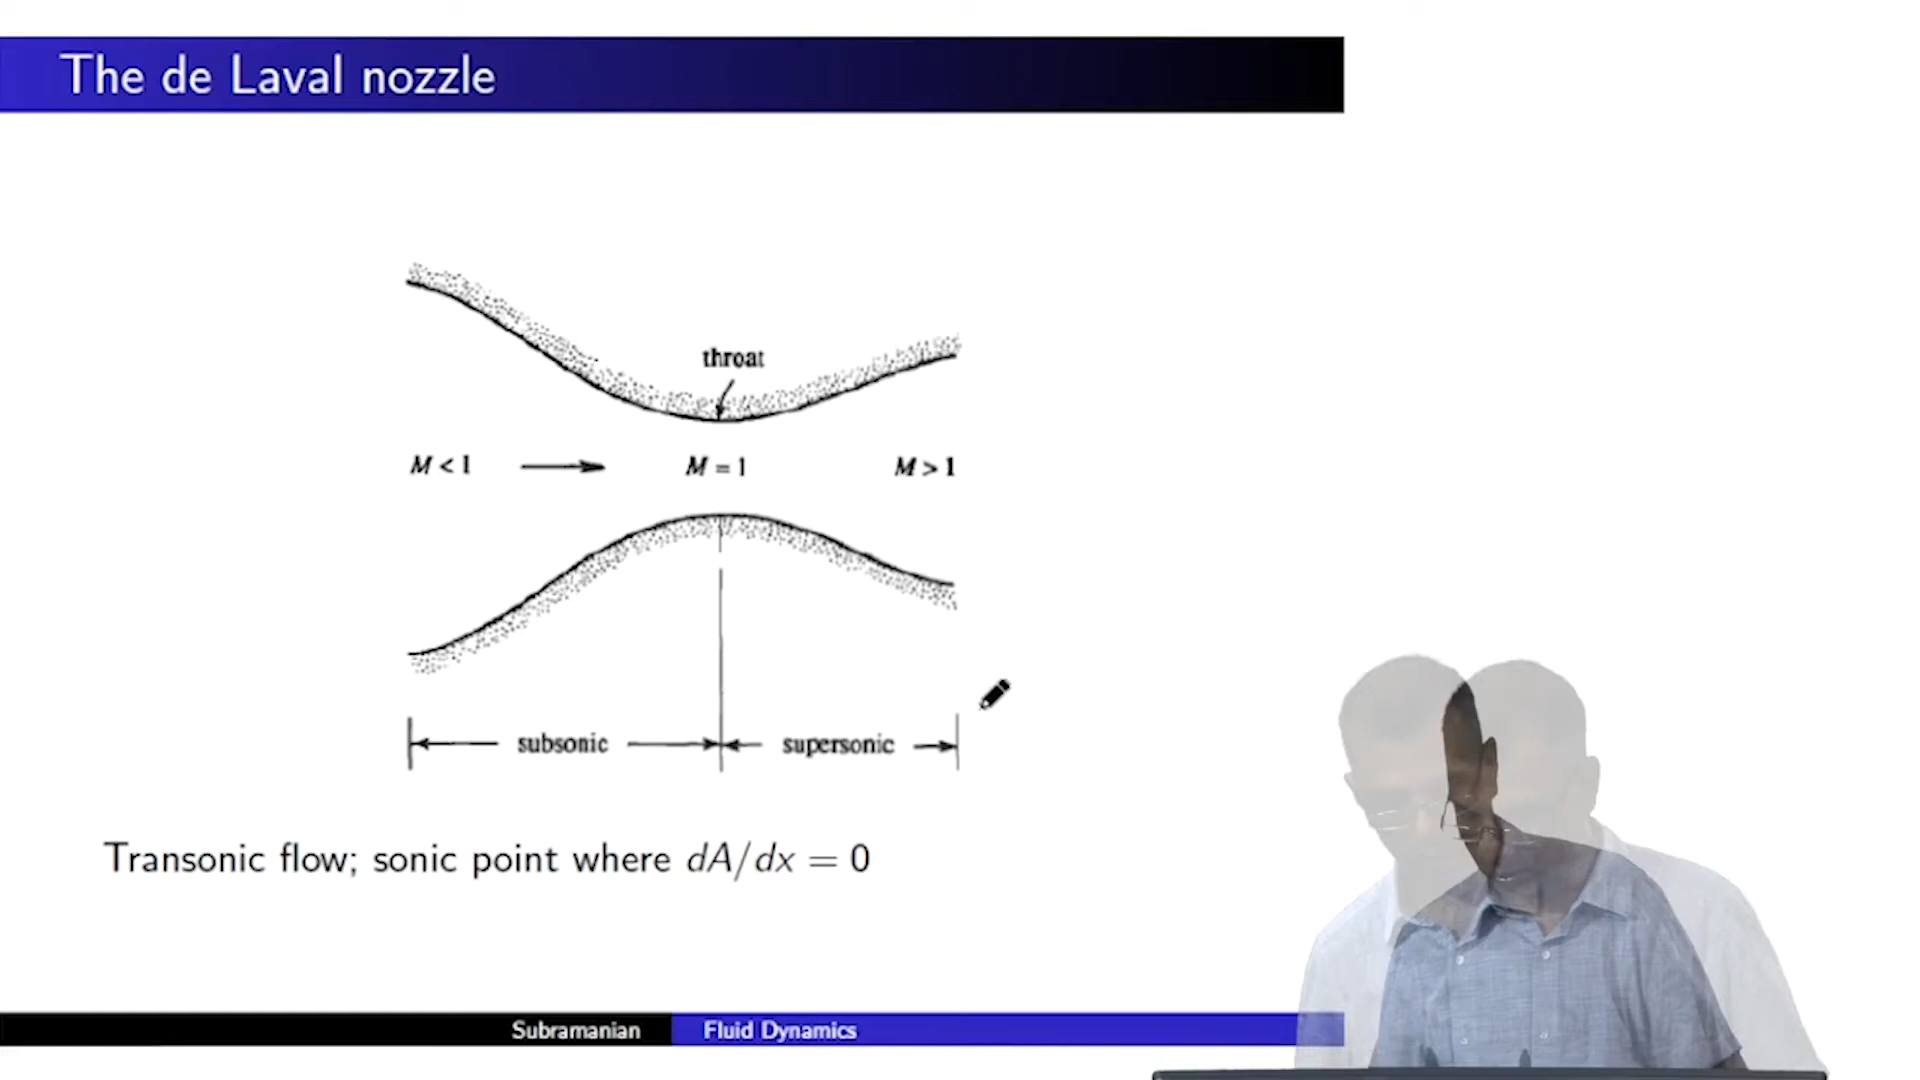 The de Laval nozzle
throat
M < 1
M = 1
M > 1
subsonic
supersonic
Transonic flow; sonic point where dA/dx = 0
Subramanian
Fluid Dynamics